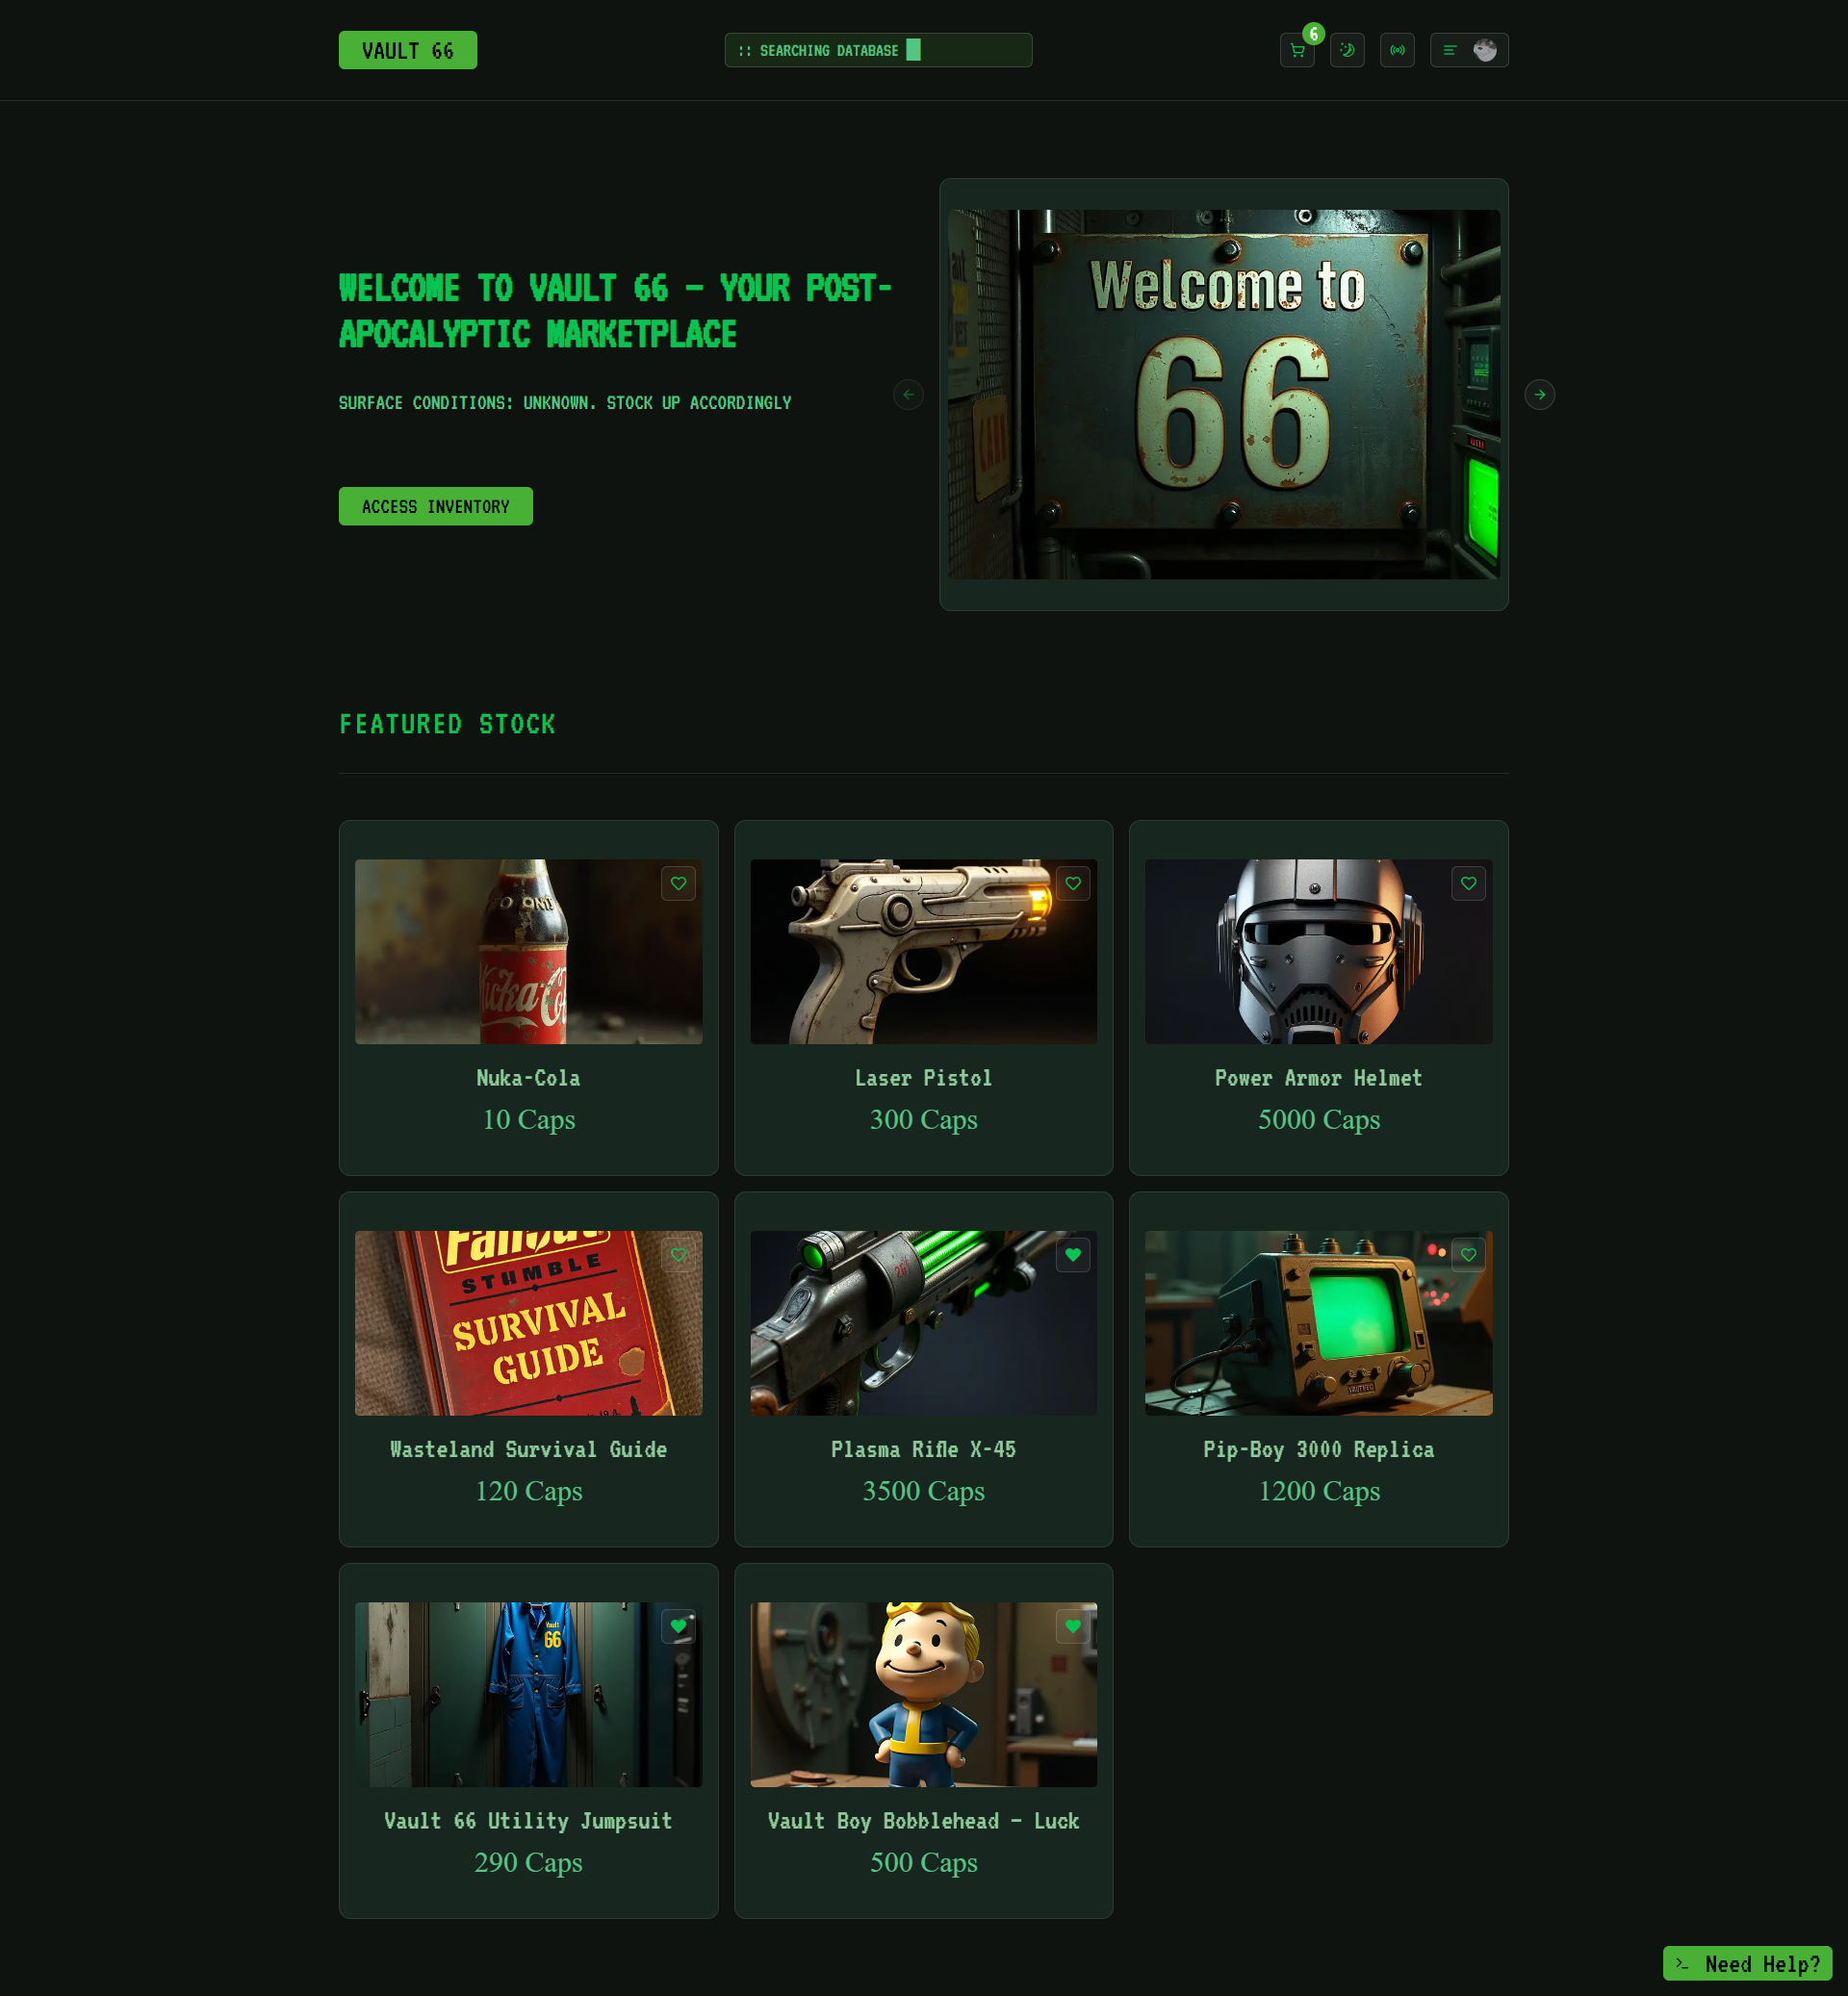 VAULT 66
:: SEARCHING DATABASE
6
WELCOME TO VAULT 66 – YOUR POST-
APOCALYPTIC MARKETPLACE
SURFACE CONDITIONS: UNKNOWN. STOCK UP ACCORDINGLY
ACCESS INVENTORY
Welcome to
66
FEATURED STOCK
Nuka-Cola
10 Caps
Laser Pistol
300 Caps
Power Armor Helmet
5000 Caps
STHMBLE
SURVIVAL
GUIDE
Wasteland Survival Guide
120 Caps
Plasma Rifle X-45
3500 Caps
Pip-Boy 3000 Replica
1200 Caps
Vault
66
Vault 66 Utility Jumpsuit
290 Caps
Vault Boy Bobblehead – Luck
500 Caps
>_ Need Help?